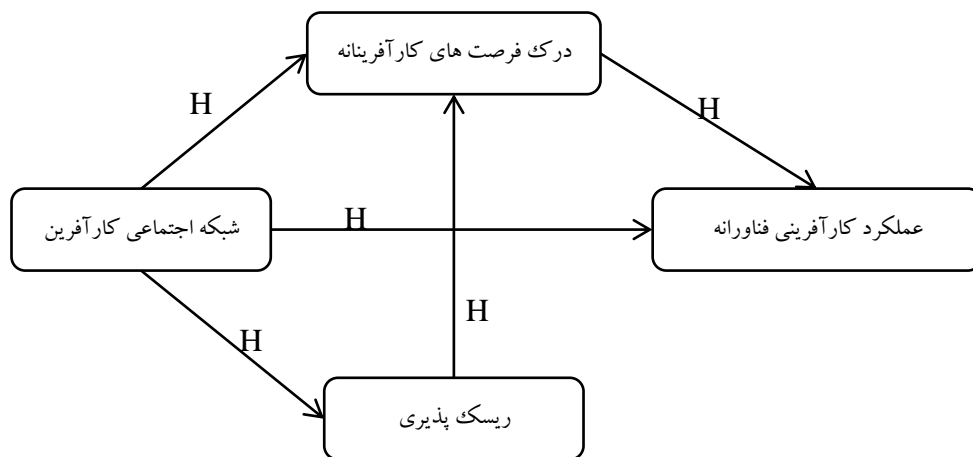 درک فرصت های کارآفرینانه
H
H
شبکه اجتماعی کارآفرین
H
عملکرد کارآفرینی فناورانه
H
H
ریسک پذیری